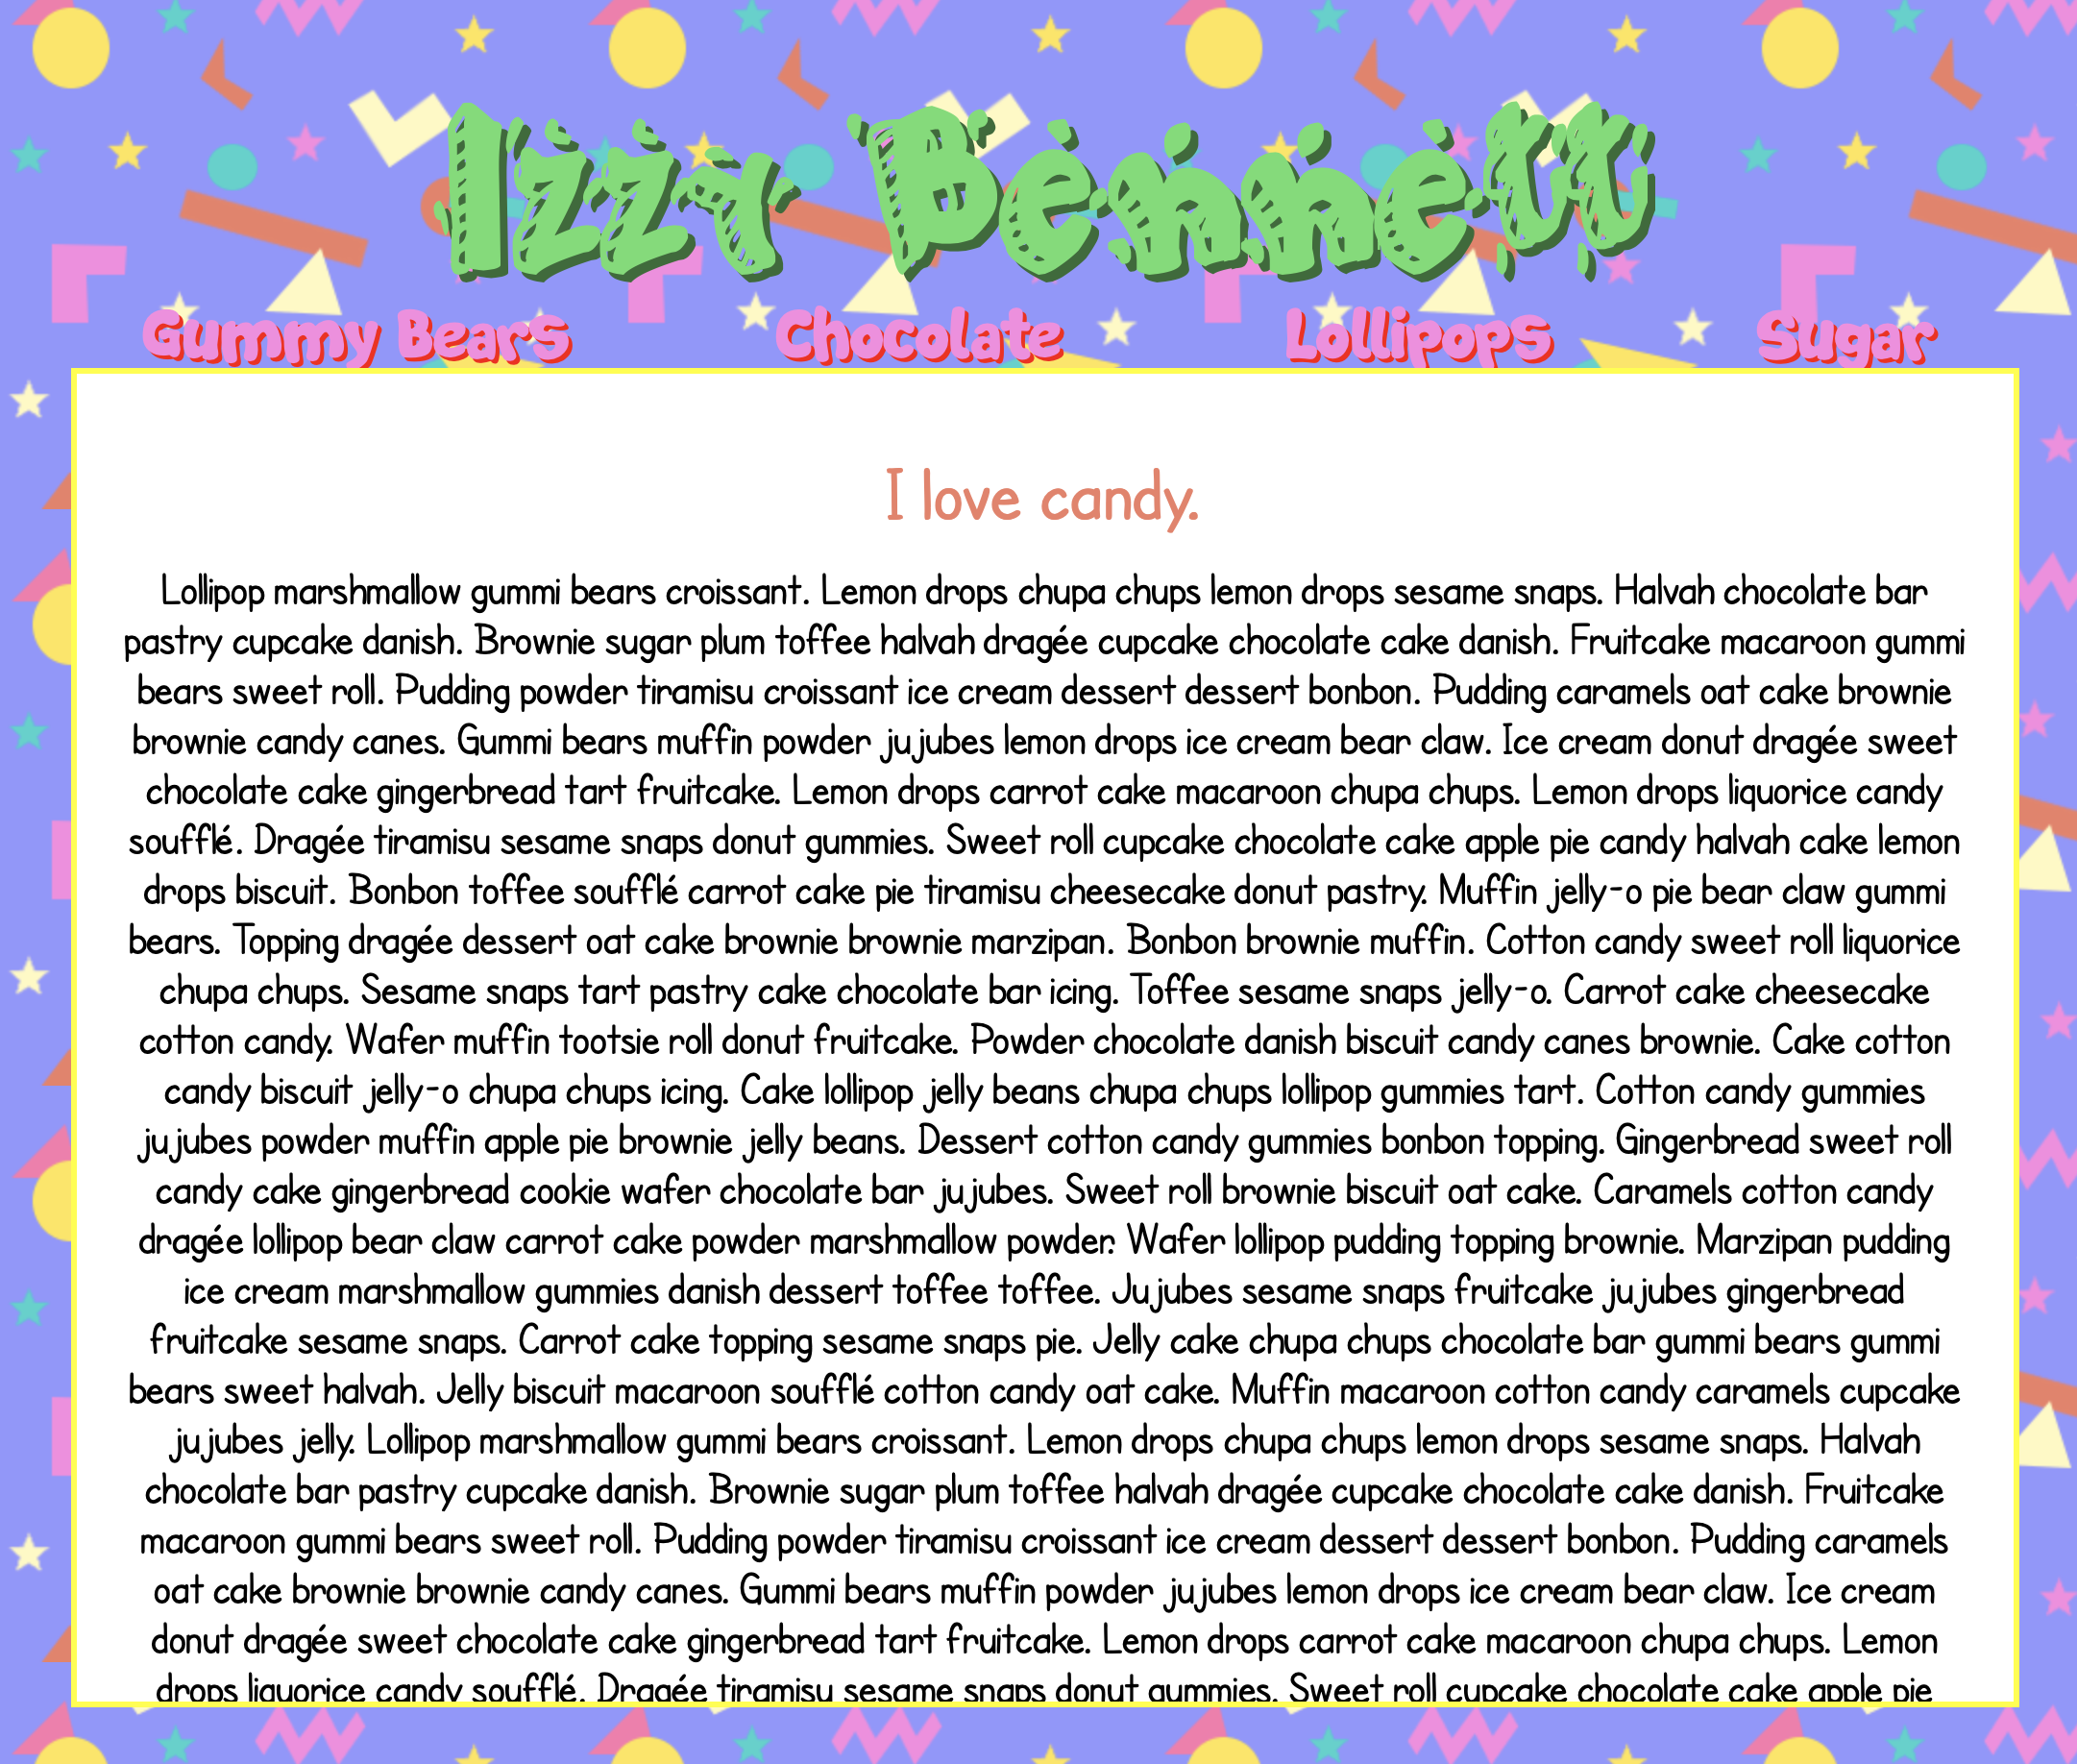 Izzy Bennett
Gummy Bears Chocolate Lollipops Sugar
I love candy.
Lollipop marshmallow gummi bears croissant. Lemon drops chupa chups lemon drops sesame snaps. Halvah chocolate bar
pastry cupcake danish. Brownie sugar plum toffee halvah dragée cupcake chocolate cake danish. Fruitcake macaroon gummi
bears sweet roll. Pudding powder tiramisu croissant ice cream dessert dessert bonbon. Pudding caramels oat cake brownie
brownie candy canes. Gummi bears muffin powder jujubes lemon drops ice cream bear claw. Ice cream donut dragée sweet
chocolate cake gingerbread tart fruitcake. Lemon drops carrot cake macaroon chupa chups. Lemon drops liquorice candy
soufflé. Dragée tiramisu sesame snaps donut gummies. Sweet roll cupcake chocolate cake apple pie candy halvah cake lemon
drops biscuit. Bonbon toffee soufflé carrot cake pie tiramisu cheesecake donut pastry. Muffin jelly-o pie bear claw gummi
bears. Topping dragée dessert oat cake brownie brownie marzipan. Bonbon brownie muffin. Cotton candy sweet roll liquorice
chupa chups. Sesame snaps tart pastry cake chocolate bar icing. Toffee sesame snaps jelly-o. Carrot cake cheesecake
cotton candy. Wafer muffin tootsie roll donut fruitcake. Powder chocolate danish biscuit candy canes brownie. Cake cotton
candy biscuit jelly-o chupa chups icing. Cake lollipop jelly beans chupa chups lollipop gummies tart. Cotton candy gummies
jujubes powder muffin apple pie brownie jelly beans. Dessert cotton candy gummies bonbon topping. Gingerbread sweet roll
candy cake gingerbread cookie wafer chocolate bar jujubes. Sweet roll brownie biscuit oat cake. Caramels cotton candy
dragée lollipop bear claw carrot cake powder marshmallow powder. Wafer lollipop pudding topping brownie. Marzipan pudding
ice cream marshmallow gummies danish dessert toffee toffee. Jujubes sesame snaps fruitcake jujubes gingerbread
fruitcake sesame snaps. Carrot cake topping sesame snaps pie. Jelly cake chupa chups chocolate bar gummi bears gummi
bears sweet halvah. Jelly biscuit macaroon soufflé cotton candy oat cake. Muffin macaroon cotton candy caramels cupcake
jujubes jelly. Lollipop marshmallow gummi bears croissant. Lemon drops chupa chups lemon drops sesame snaps. Halvah
chocolate bar pastry cupcake danish. Brownie sugar plum toffee halvah dragée cupcake chocolate cake danish. Fruitcake
macaroon gummi bears sweet roll. Pudding powder tiramisu croissant ice cream dessert dessert bonbon. Pudding caramels
oat cake brownie brownie candy canes. Gummi bears muffin powder jujubes lemon drops ice cream bear claw. Ice cream
donut dragée sweet chocolate cake gingerbread tart fruitcake. Lemon drops carrot cake macaroon chupa chups. Lemon
drops liquorice candy soufflé. Dragée tiramisu sesame snaps donut gummies. Sweet roll cupcake chocolate cake apple pie